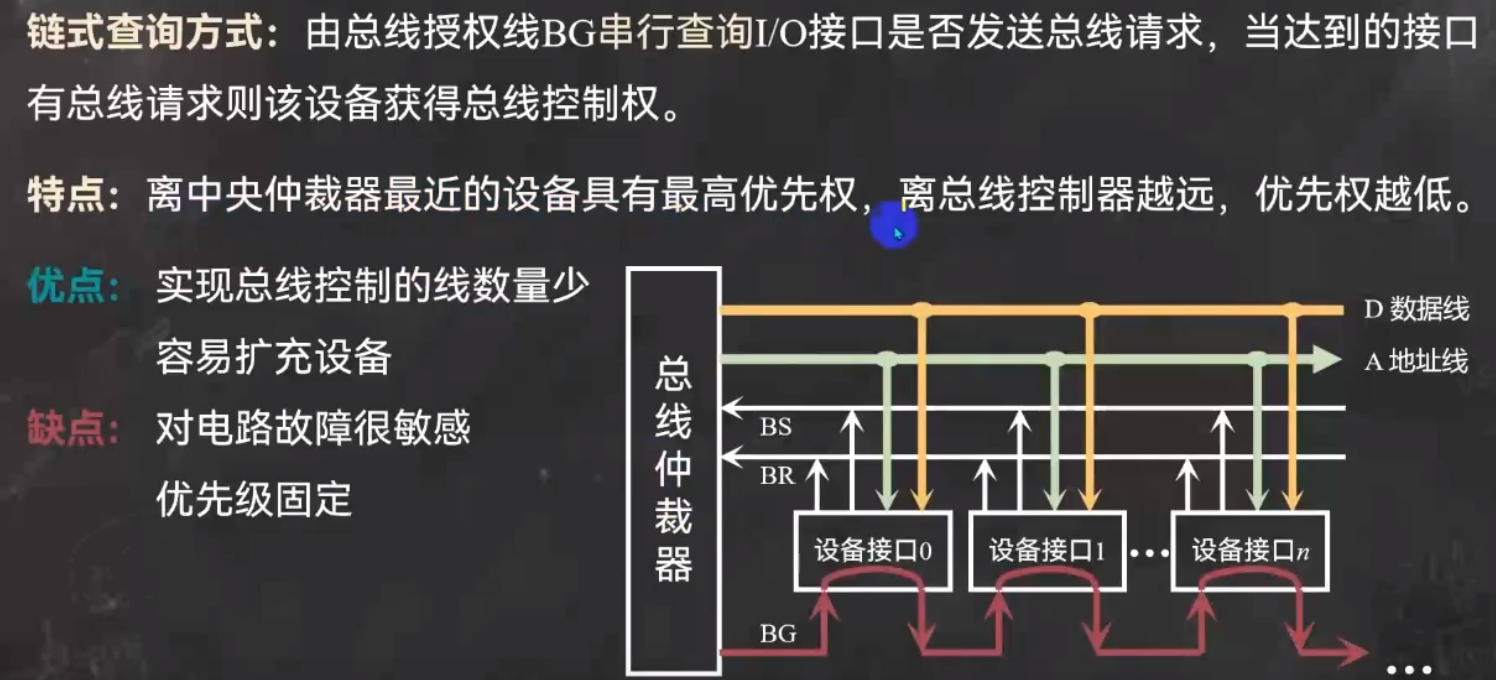 链式查询方式：由总线授权线BG串行查询I/O接口是否发送总线请求，当达到的接口
有总线请求则该设备获得总线控制权。
特点：离中央仲裁器最近的设备具有最高优先权，离总线控制器越远，优先权越低。
优点：实现总线控制的线数量少
容易扩充设备
缺点：对电路故障很敏感
优先级固定
总线仲裁器
D 数据线
A 地址线
BS
BR
设备接口0
设备接口1
...
设备接口n
BG
...